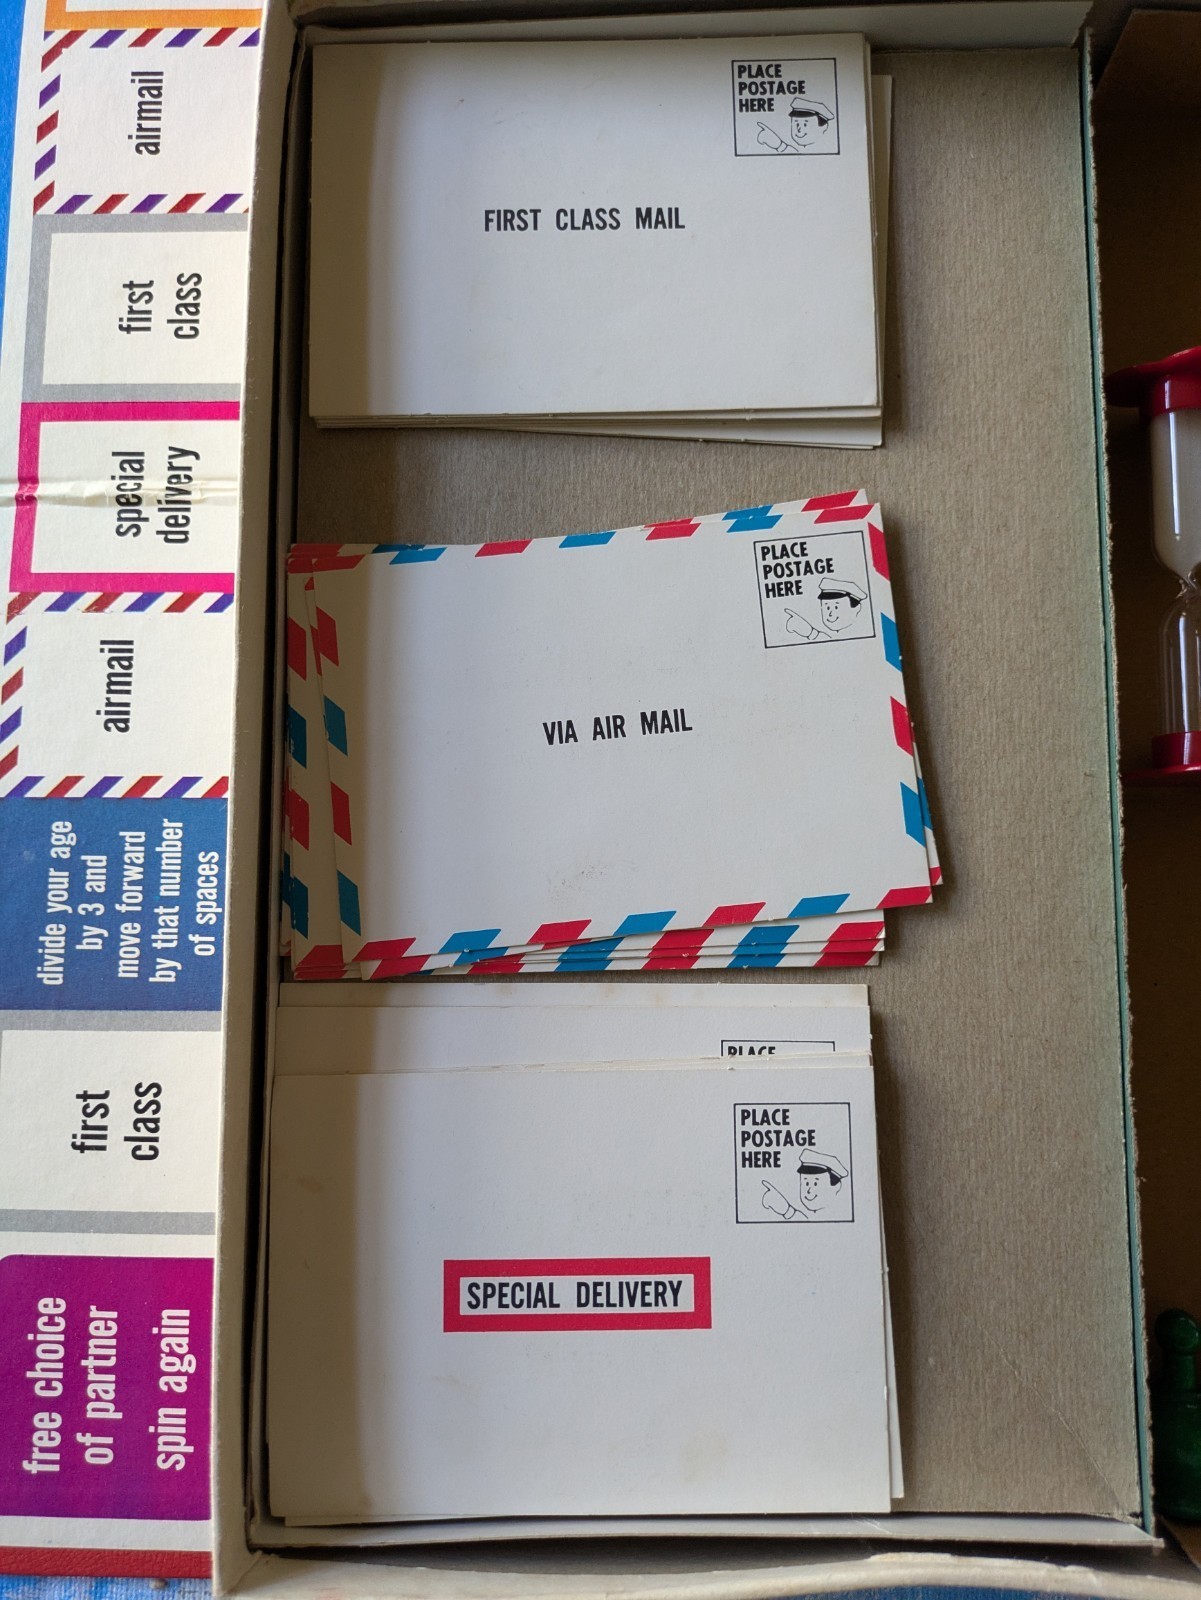 airmail
first
class
special
delivery
airmail
divide your age
by 3 and
move forward
by that number
of spaces
first
class
free choice
of partner
spin again
PLACE
POSTAGE
HERE
FIRST CLASS MAIL
PLACE
POSTAGE
HERE
VIA AIR MAIL
PLACE
PLACE
POSTAGE
HERE
SPECIAL DELIVERY